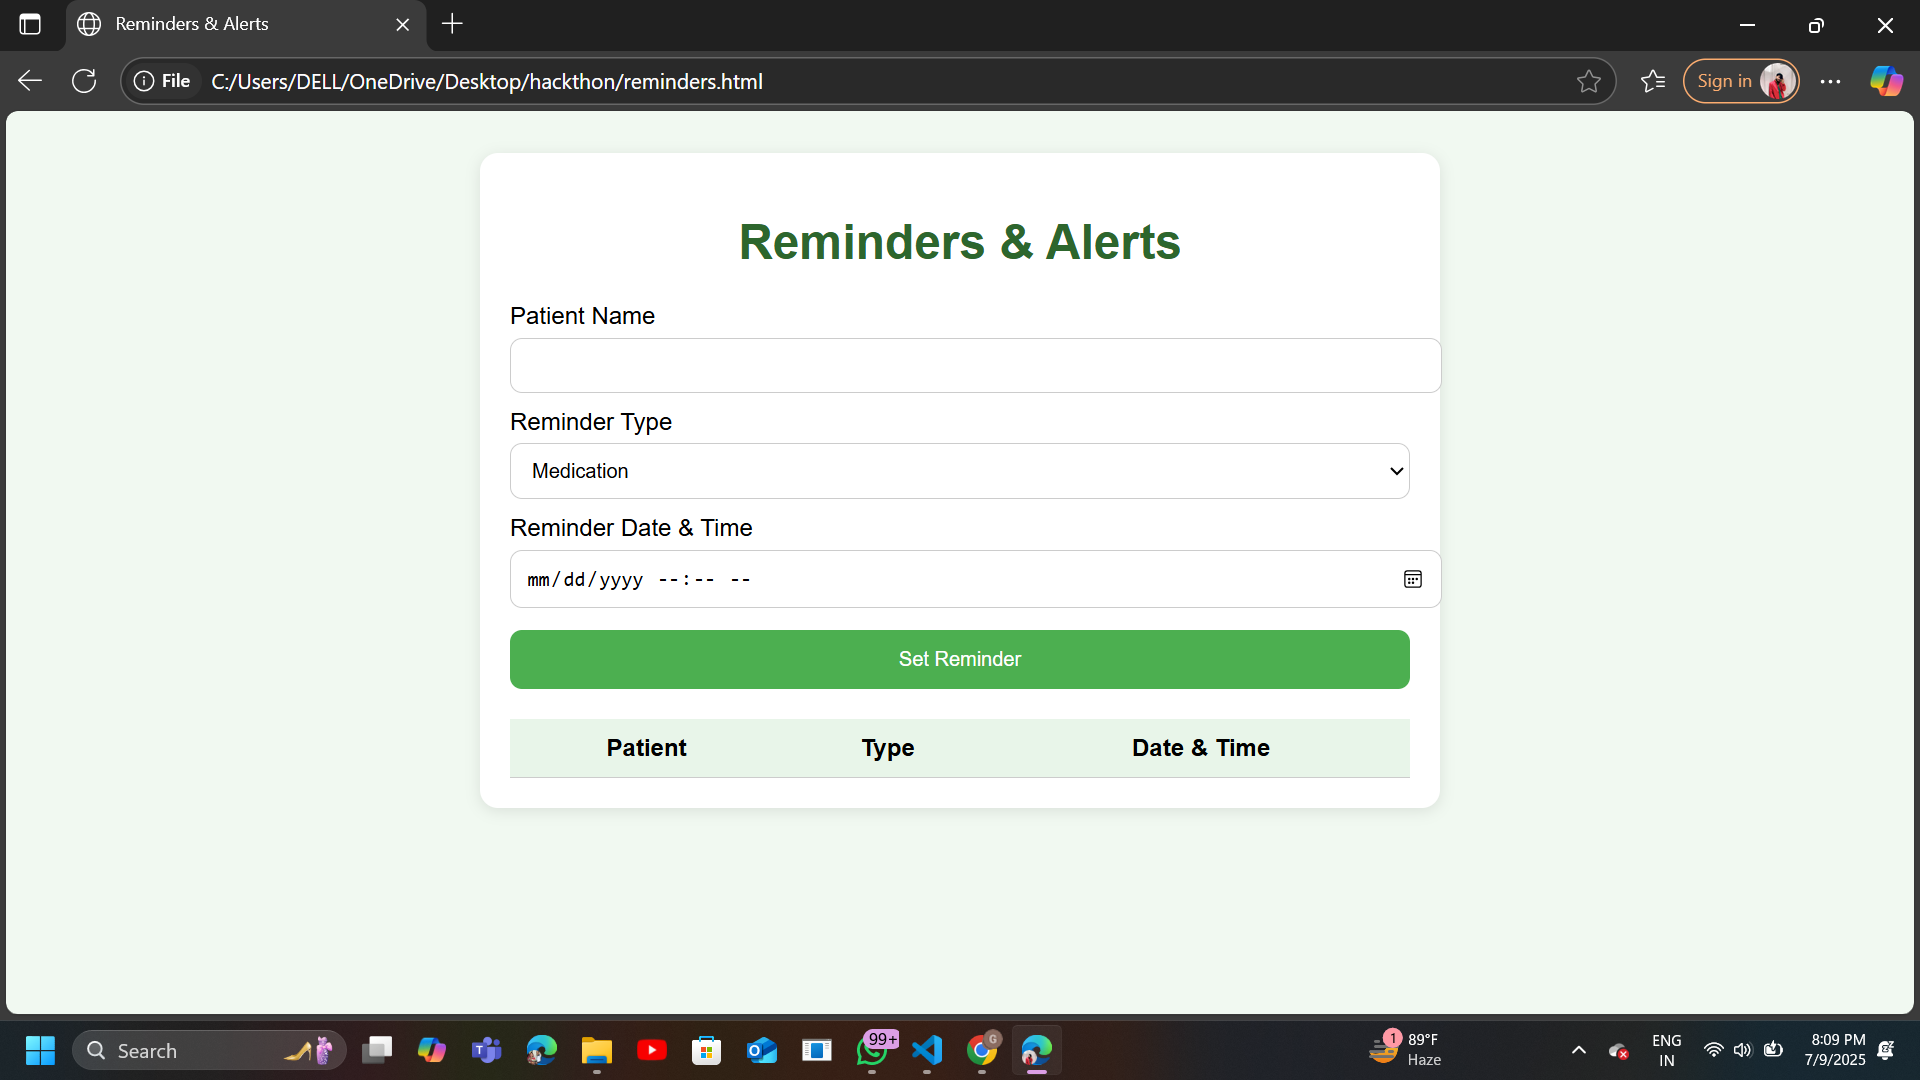 Reminders & Alerts
File C:/Users/DELL/OneDrive/Desktop/hackthon/reminders.html
Sign in
Reminders & Alerts
Patient Name
Reminder Type
Medication
Reminder Date & Time
mm/dd/yyyy --:-- --
Set Reminder
Patient Type Date & Time
Search
T
O
99+
G
1
89°F
Haze
ENG
IN
8:09 PM
7/9/2025